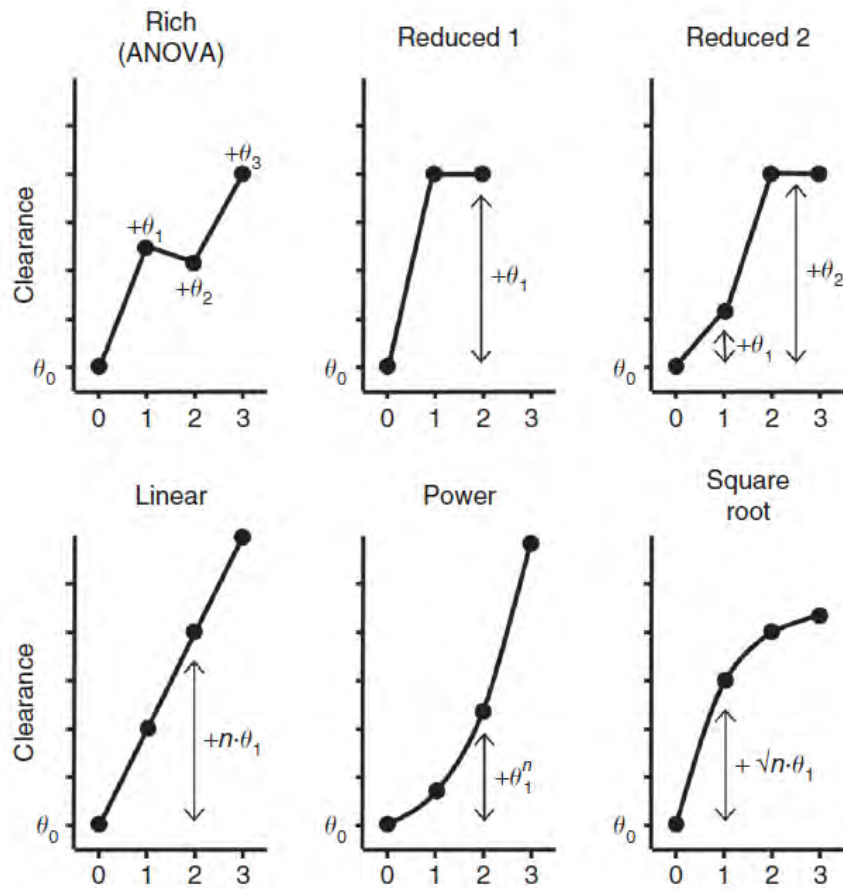 Rich
(ANOVA)
Reduced 1
Reduced 2
Clearance
+θ₃
+θ₁
+θ₂
θ₀
0 1 2 3
+θ₁
θ₀
0 1 2 3
+θ₂
+θ₁
θ₀
0 1 2 3
Linear
Power
Square
root
Clearance
+n·θ₁
θ₀
0 1 2 3
+θ₁ⁿ
θ₀
0 1 2 3
+ √n·θ₁
θ₀
0 1 2 3